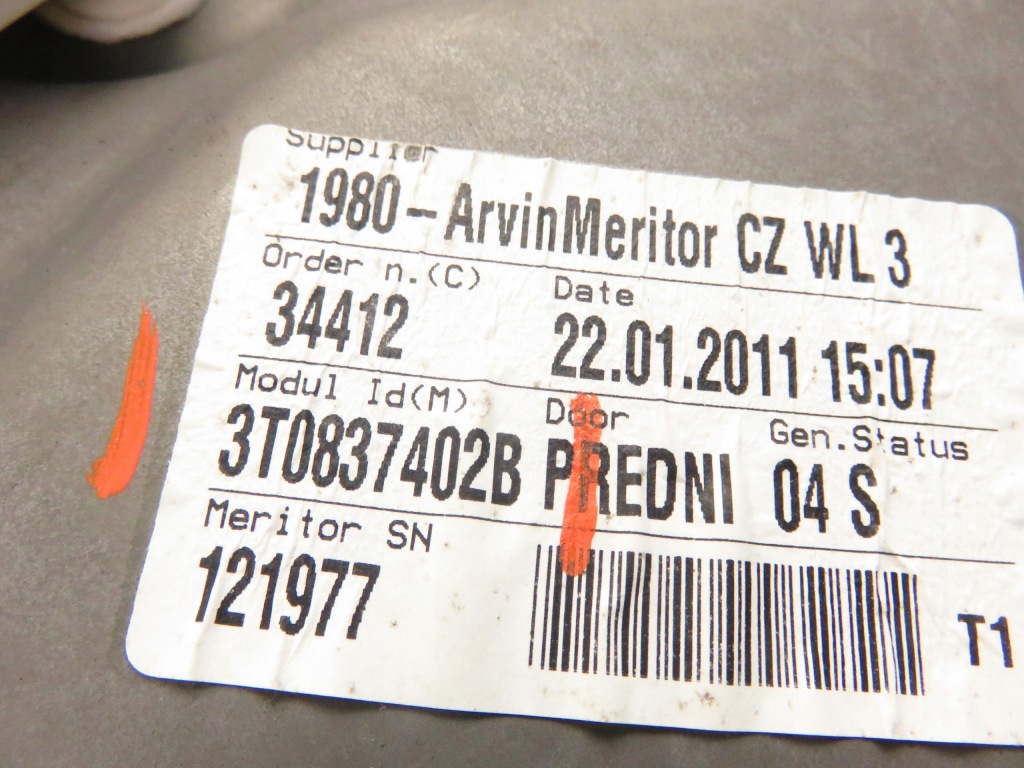 Supplier
1980 - ArvinMeritor CZ WL 3
Order n.(C) Date
34412 22.01.2011 15:07
Modul Id(M) Door Gen.Status
3T0837402B PREDNI 04 S
Meritor SN
121977
T1